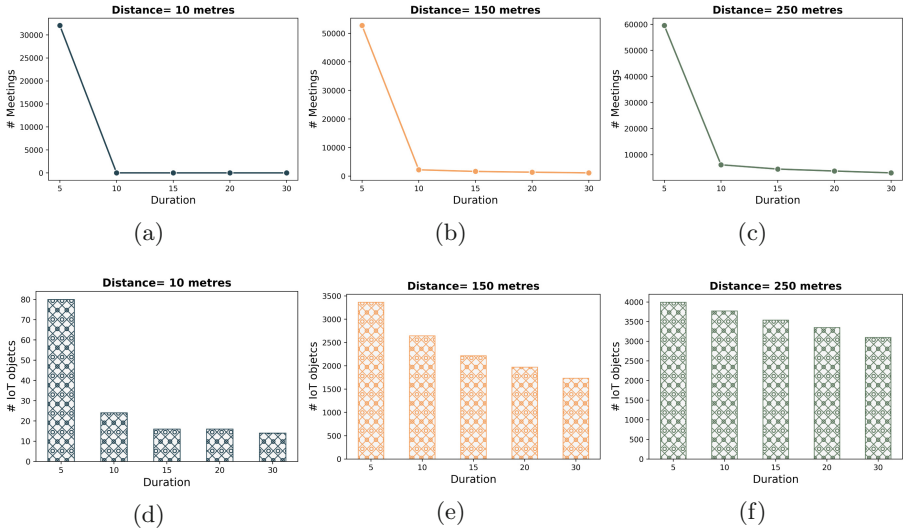 Distance= 10 metres
# Meetings
30000
25000
20000
15000
10000
5000
0
5 10 15 20 30
Duration
(a)
Distance= 150 metres
# Meetings
50000
40000
30000
20000
10000
0
5 10 15 20 30
Duration
(b)
Distance= 250 metres
# Meetings
60000
50000
40000
30000
20000
10000
5 10 15 20 30
Duration
(c)
Distance= 10 metres
# IoT objetcs
80
70
60
50
40
30
20
10
0
5 10 15 20 30
Duration
(d)
Distance= 150 metres
# IoT objetcs
3500
3000
2500
2000
1500
1000
500
0
5 10 15 20 30
Duration
(e)
Distance= 250 metres
# IoT objetcs
4000
3500
3000
2500
2000
1500
1000
500
0
5 10 15 20 30
Duration
(f)